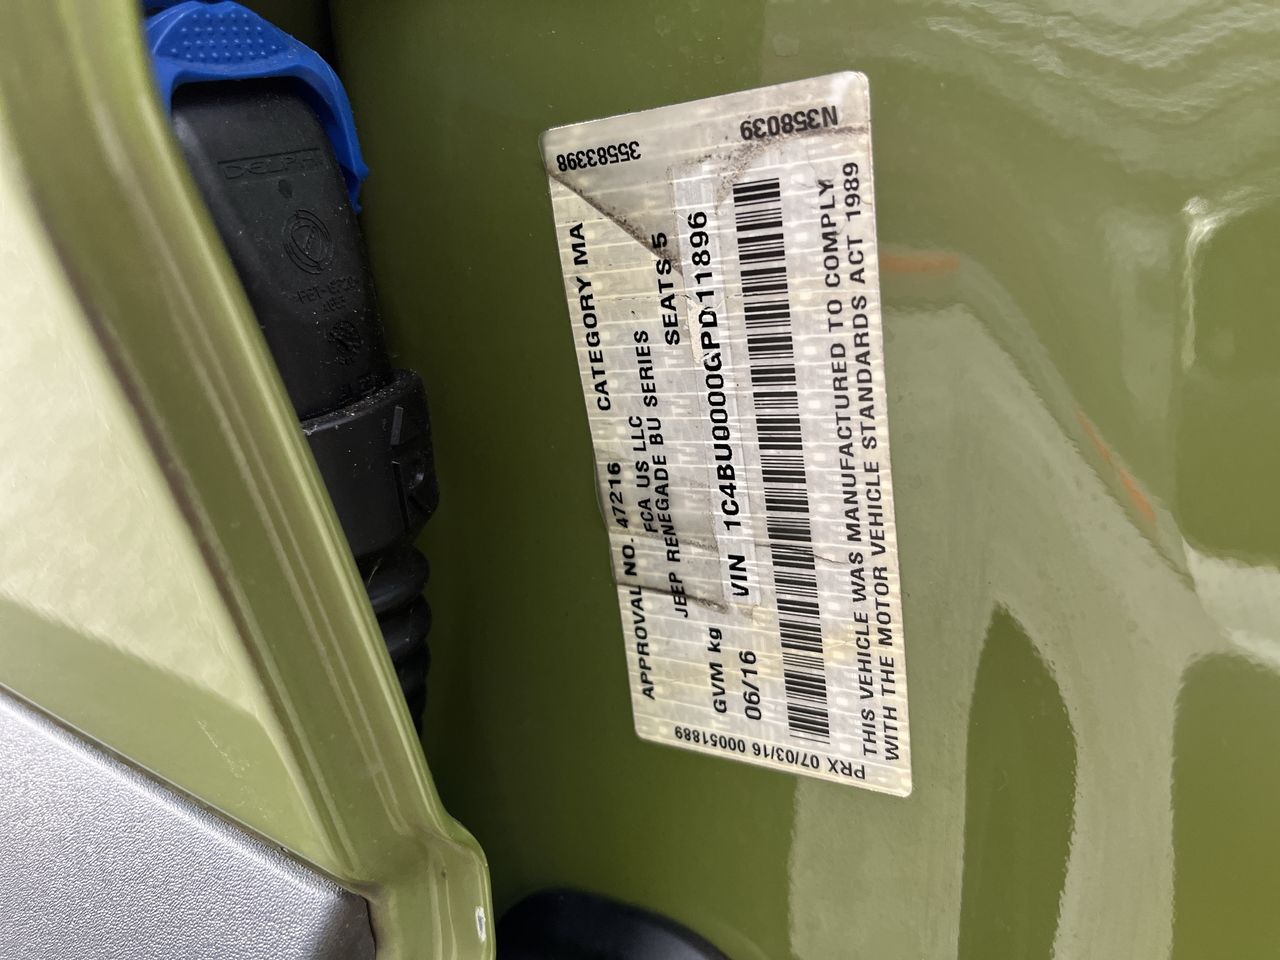 35583398
N358039
APPROVAL NO. 47216 CATEGORY MA
FCA US LLC
JEEP RENEGADE BU SERIES
GVM kg SEATS 5
06/16 VIN 1C4BU0000GPD11896
THIS VEHICLE WAS MANUFACTURED TO COMPLY
WITH THE MOTOR VEHICLE STANDARDS ACT 1989
PRX 07/03/16 00051889
DELPHI